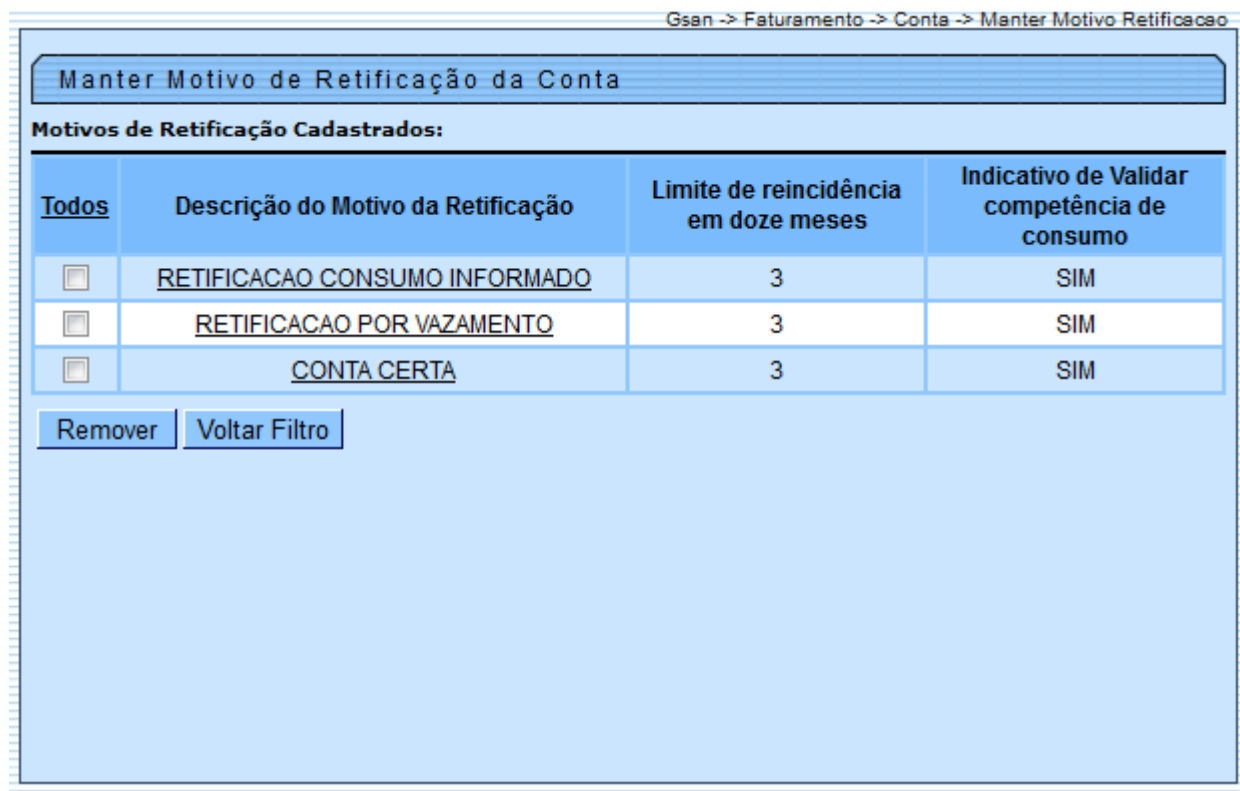 Gsan -> Faturamento -> Conta -> Manter Motivo Retificacao
Manter Motivo de Retificação da Conta
Motivos de Retificação Cadastrados:
Todos Descrição do Motivo da Retificação Limite de reincidência em doze meses Indicativo de Validar competência de consumo
RETIFICACAO CONSUMO INFORMADO 3 SIM
RETIFICACAO POR VAZAMENTO 3 SIM
CONTA CERTA 3 SIM
Remover Voltar Filtro